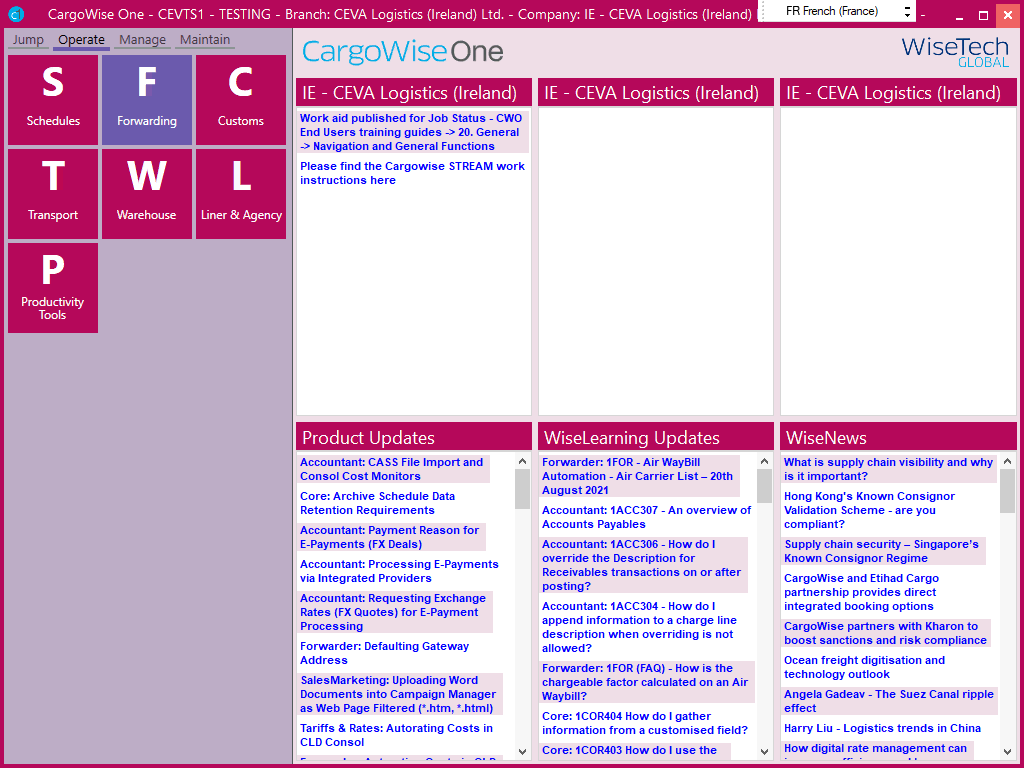 CargoWise One - CEVTS1 - TESTING - Branch: CEVA Logistics (Ireland) Ltd. - Company: IE - CEVA Logistics (Ireland)
FR French (France)
Jump Operate Manage Maintain
S
Schedules
F
Forwarding
C
Customs
T
Transport
W
Warehouse
L
Liner & Agency
P
Productivity
Tools
CargoWise One
WiseTech
GLOBAL
IE - CEVA Logistics (Ireland)
Work aid published for Job Status - CWO
End Users training guides -> 20. General
-> Navigation and General Functions
Please find the Cargowise STREAM work
instructions here
IE - CEVA Logistics (Ireland)
IE - CEVA Logistics (Ireland)
Product Updates
Accountant: CASS File Import and
Consol Cost Monitors
Core: Archive Schedule Data
Retention Requirements
Accountant: Payment Reason for
E-Payments (FX Deals)
Accountant: Processing E-Payments
via Integrated Providers
Accountant: Requesting Exchange
Rates (FX Quotes) for E-Payment
Processing
Forwarder: Defaulting Gateway
Address
SalesMarketing: Uploading Word
Documents into Campaign Manager
as Web Page Filtered (*.htm, *.html)
Tariffs & Rates: Autorating Costs in
CLD Consol
WiseLearning Updates
Forwarder: 1FOR - Air WayBill
Automation - Air Carrier List – 20th
August 2021
Accountant: 1ACC307 - An overview of
Accounts Payables
Accountant: 1ACC306 - How do I
override the Description for
Receivables transactions on or after
posting?
Accountant: 1ACC304 - How do I
append information to a charge line
description when overriding is not
allowed?
Forwarder: 1FOR (FAQ) - How is the
chargeable factor calculated on an Air
Waybill?
Core: 1COR404 How do I gather
information from a customised field?
Core: 1COR403 How do I use the
WiseNews
What is supply chain visibility and why
is it important?
Hong Kong's Known Consignor
Validation Scheme - are you
compliant?
Supply chain security – Singapore's
Known Consignor Regime
CargoWise and Etihad Cargo
partnership provides direct
integrated booking options
CargoWise partners with Kharon to
boost sanctions and risk compliance
Ocean freight digitisation and
technology outlook
Angela Gadeav - The Suez Canal ripple
effect
Harry Liu - Logistics trends in China
How digital rate management can